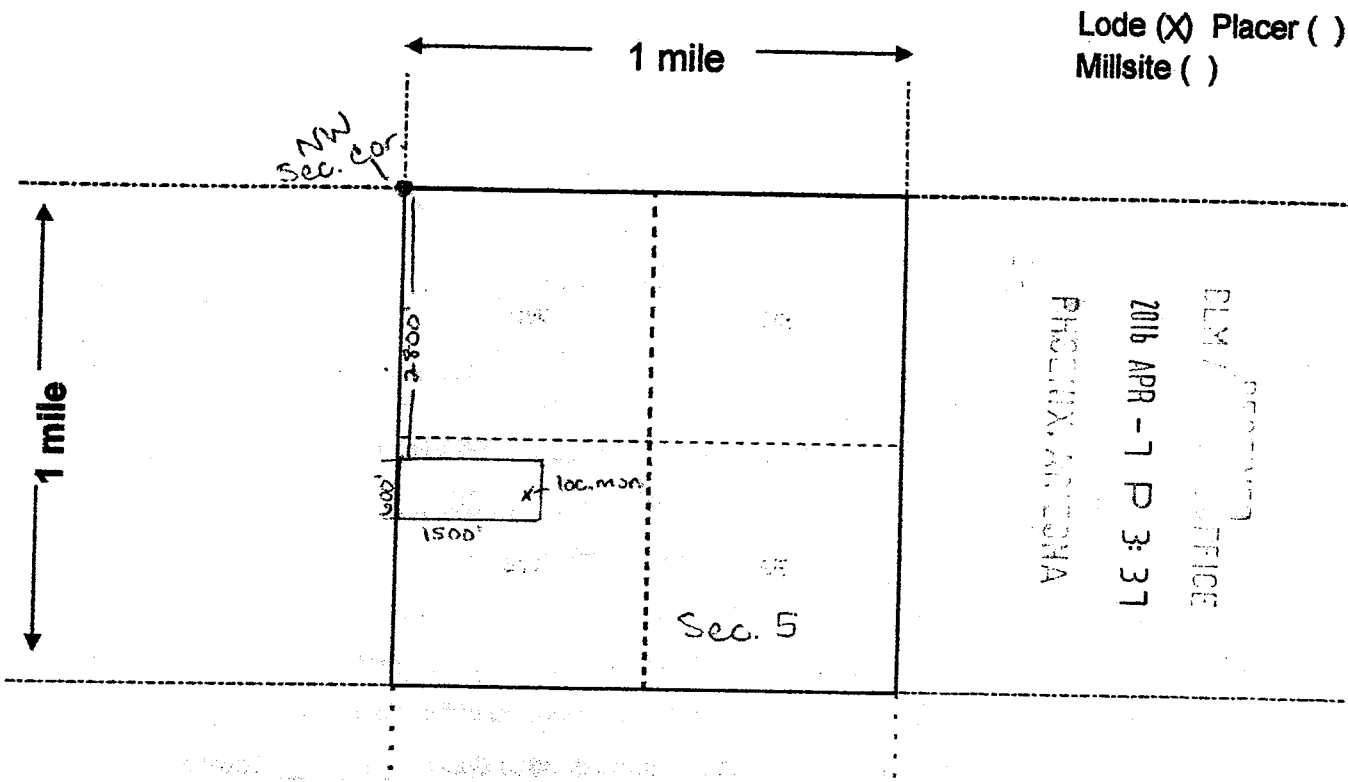 Lode (X) Placer ( )
Millsite ( )
1 mile
NW
Sec. cor.
1 mile
2800'
loc. mon
600'
1500'
Sec. 5
BLM
OFFICE
2016 APR -7 P 3:37
PHOENIX, ARIZONA